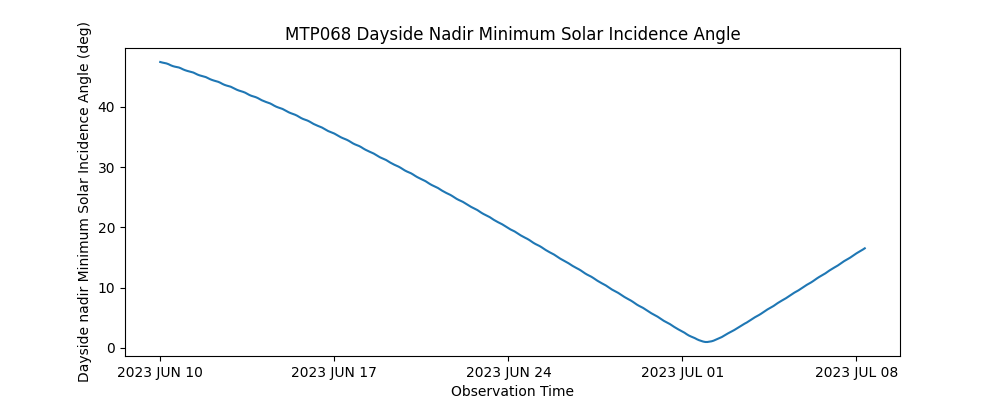 MTP068 Dayside Nadir Minimum Solar Incidence Angle
Dayside nadir Minimum Solar Incidence Angle (deg)
40
30
20
10
0
2023 JUN 10
2023 JUN 17
2023 JUN 24
2023 JUL 01
2023 JUL 08
Observation Time